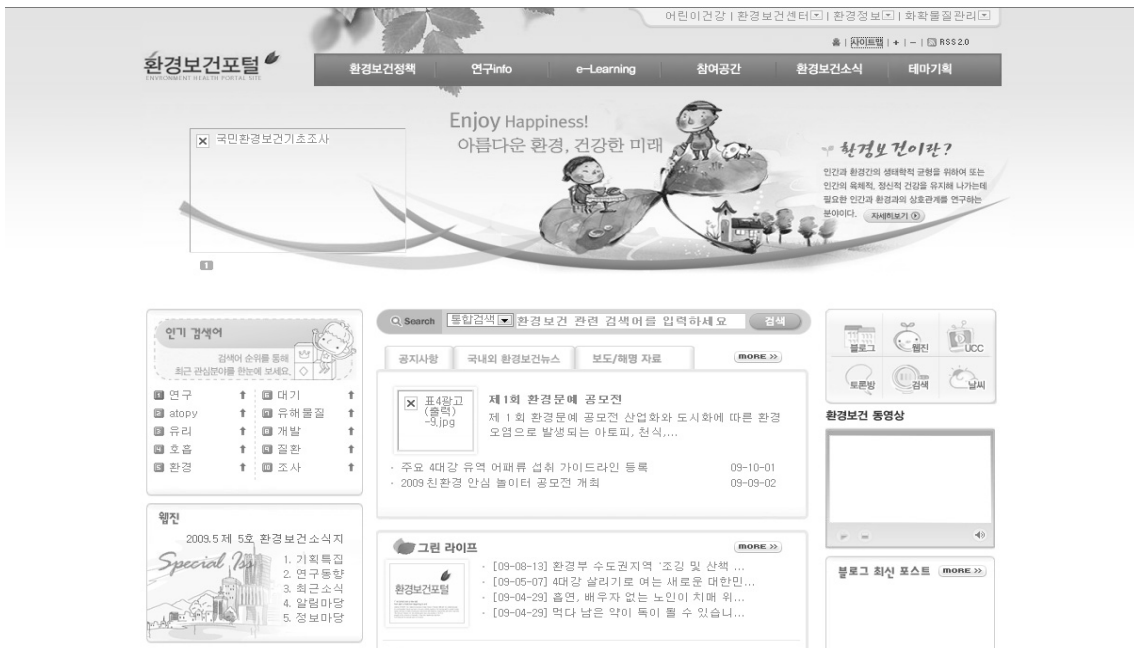 어린이건강 | 환경보건센터 | 환경정보 | 화학물질관리
홈 | 사이트맵 | + | - | RSS 2.0
환경보건포털
ENVIRONMENT HEALTH PORTAL SITE
환경보건정책 연구info e-Learning 참여공간 환경보건소식 테마기획
Enjoy Happiness!
아름다운 환경, 건강한 미래
국민환경보건기초조사
환경보건이란?
인간과 환경간의 생태학적 균형을 위하여 또는
인간의 육체적, 정신적 건강을 유지해 나가는데
필요한 인간과 환경과의 상호관계를 연구하는
분야이다. 자세히보기
1
인기 검색어
검색어 순위를 통해
최근 관심분야를 한눈에 보세요.
1 연구 6 대기
2 atopy 7 유해물질
3 유리 8 개발
4 호흡 9 질환
5 환경 10 조사
웹진
2009.5 제 5호 환경보건소식지
Special Iss
1. 기획특집
2. 연구동향
3. 최근소식
4. 알림마당
5. 정보마당
Search 통합검색 환경보건 관련 검색어를 입력하세요 검색
공지사항 국내외 환경보건뉴스 보도/해명 자료 MORE >>
표4광고
(출력)
-9.jpg
제1회 환경문예 공모전
제 1 회 환경문예 공모전 산업화와 도시화에 따른 환경
오염으로 발생되는 아토피, 천식,...
· 주요 4대강 유역 어패류 섭취 가이드라인 등록 09-10-01
· 2009 친환경 안심 놀이터 공모전 개최 09-09-02
그린 라이프 MORE >>
환경보건포털
· [09-08-13] 환경부 수도권지역 '조깅 및 산책 ...
· [09-05-07] 4대강 살리기로 여는 새로운 대한민...
· [09-04-29] 흡연, 배우자 없는 노인이 치매 위...
· [09-04-29] 먹다 남은 약이 독이 될 수 있습니...
블로그 웹진 UCC
토론방 검색 날씨
환경보건 동영상
블로그 최신 포스트 MORE >>